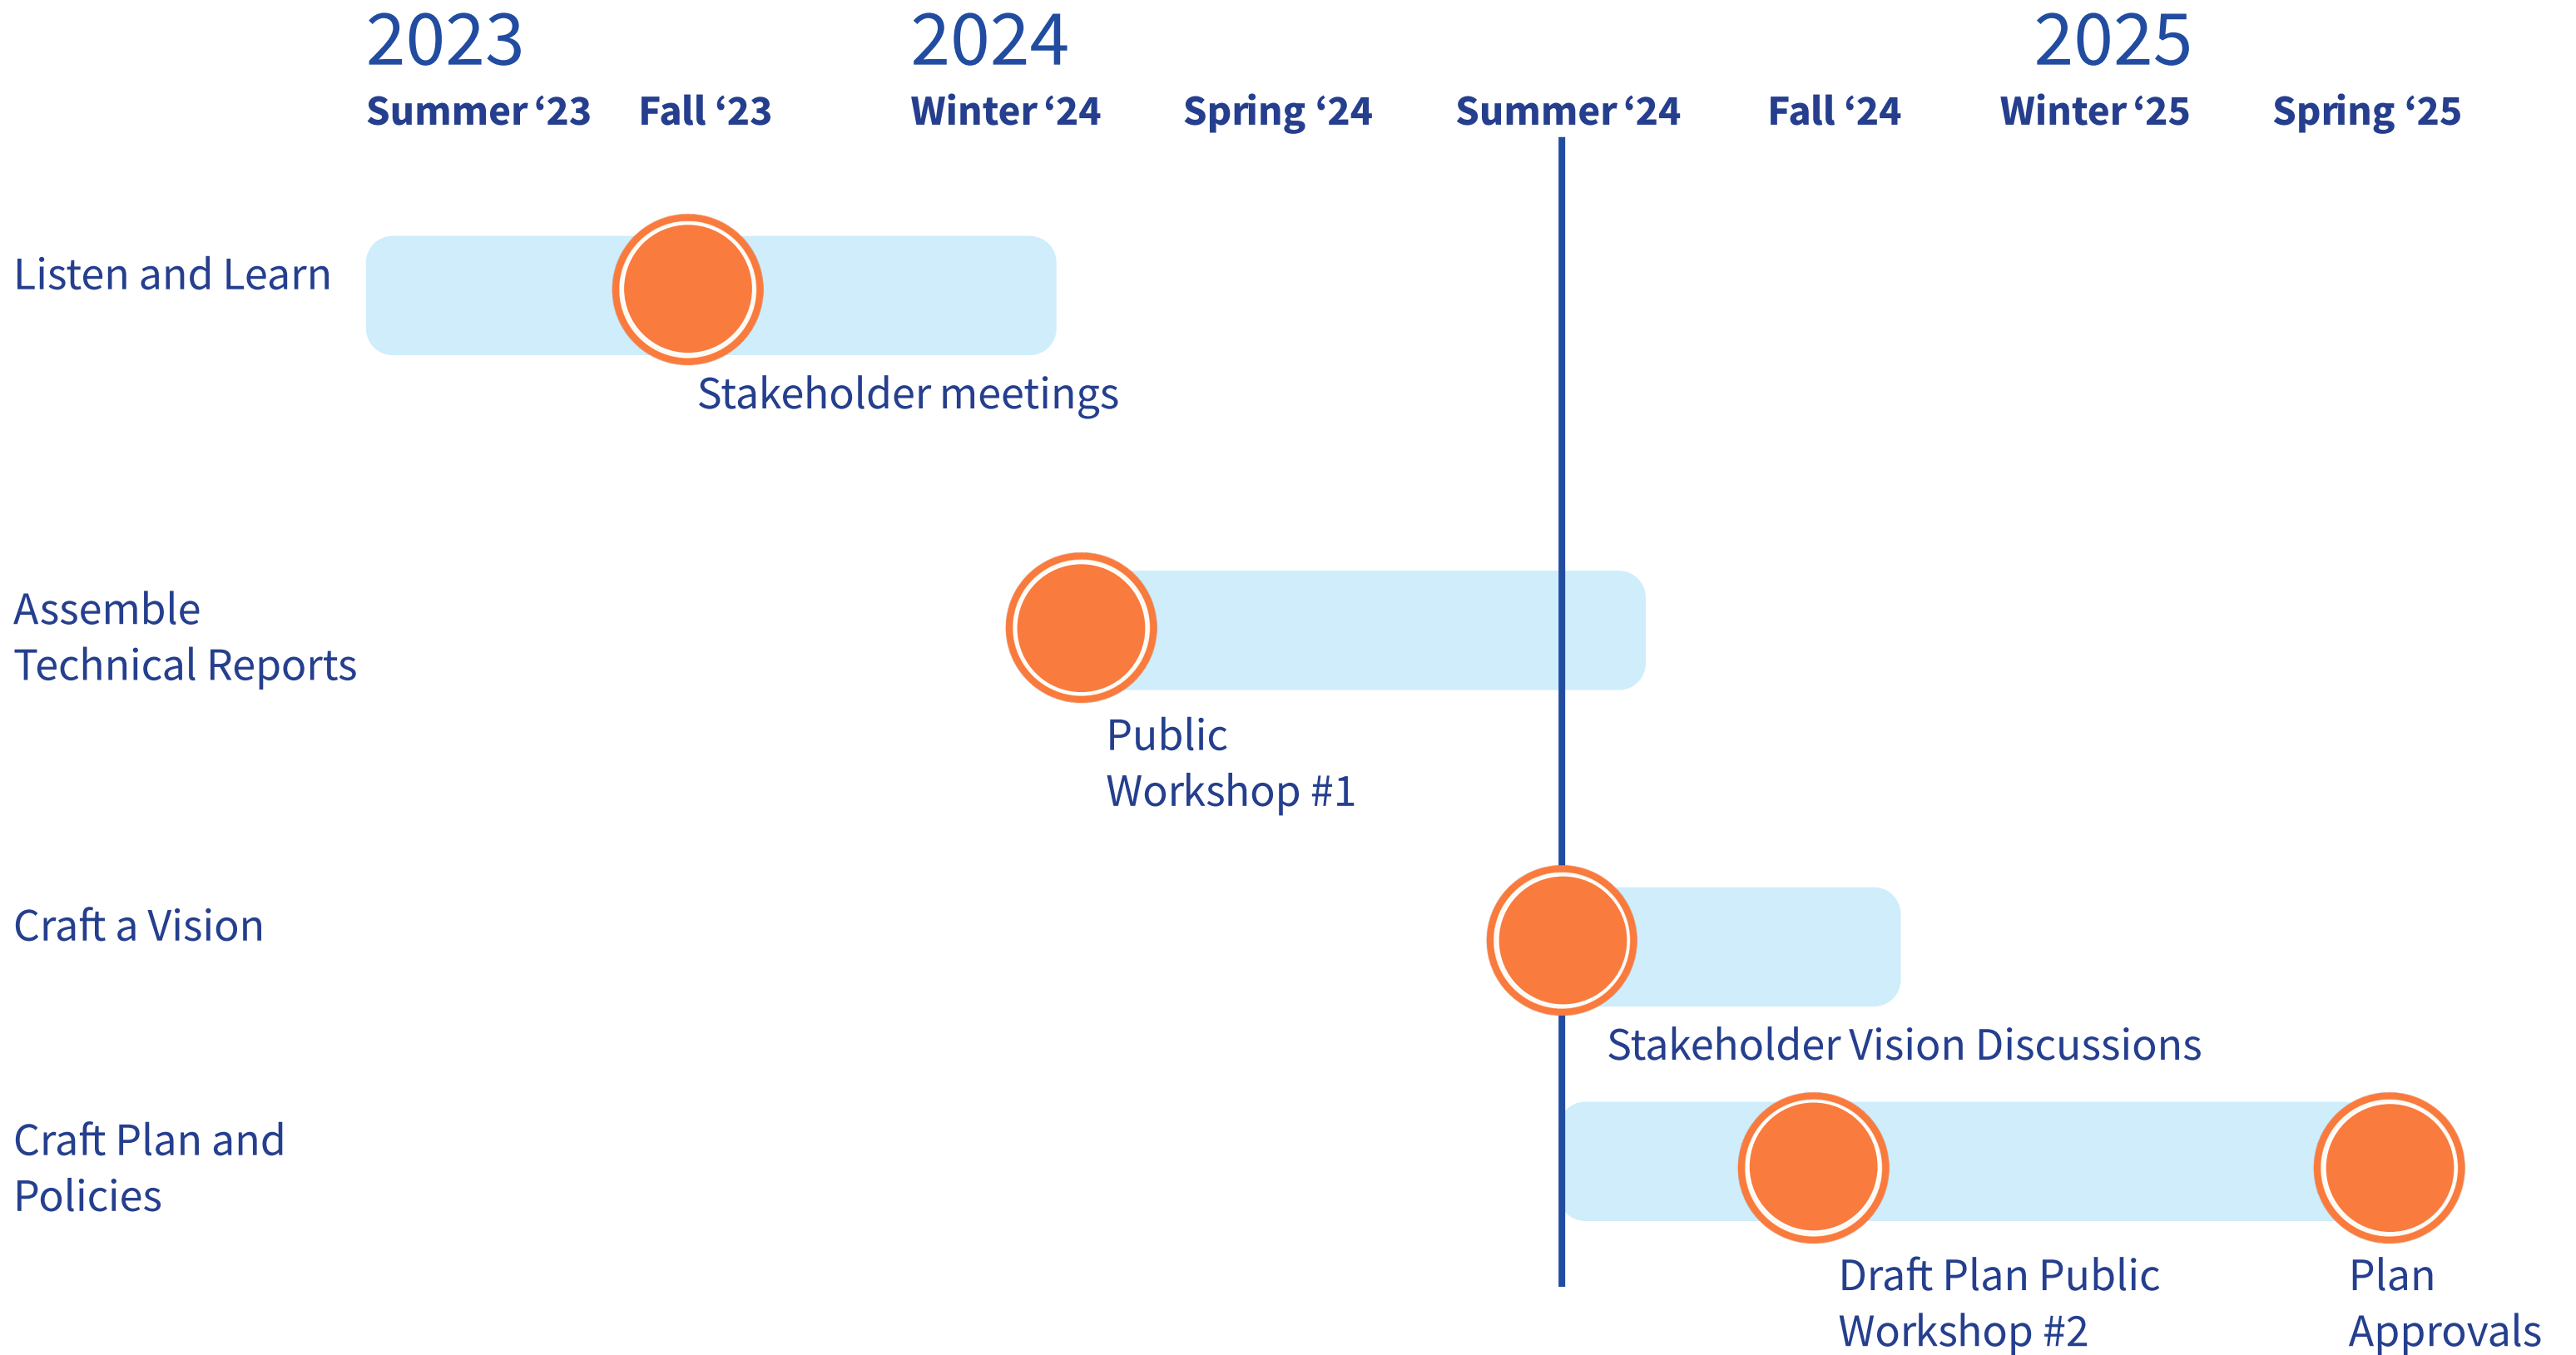 2023 2024 2025
Summer ‘23 Fall ‘23 Winter ‘24 Spring ‘24 Summer ‘24 Fall ‘24 Winter ‘25 Spring ‘25
Listen and Learn
Stakeholder meetings
Assemble
Technical Reports
Public
Workshop #1
Craft a Vision
Stakeholder Vision Discussions
Craft Plan and
Policies
Draft Plan Public
Workshop #2
Plan
Approvals